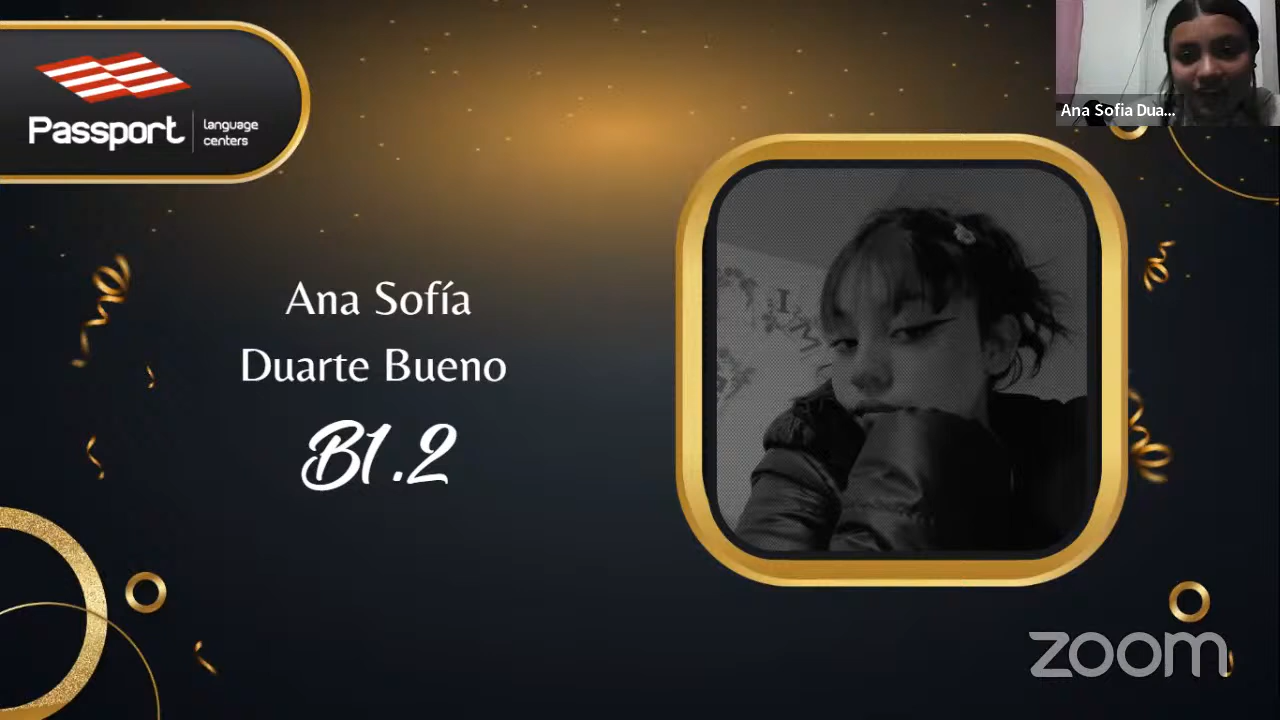 Passport
language
centers
Ana Sofia Dua...
Ana Sofía
Duarte Bueno
B1.2
zoom